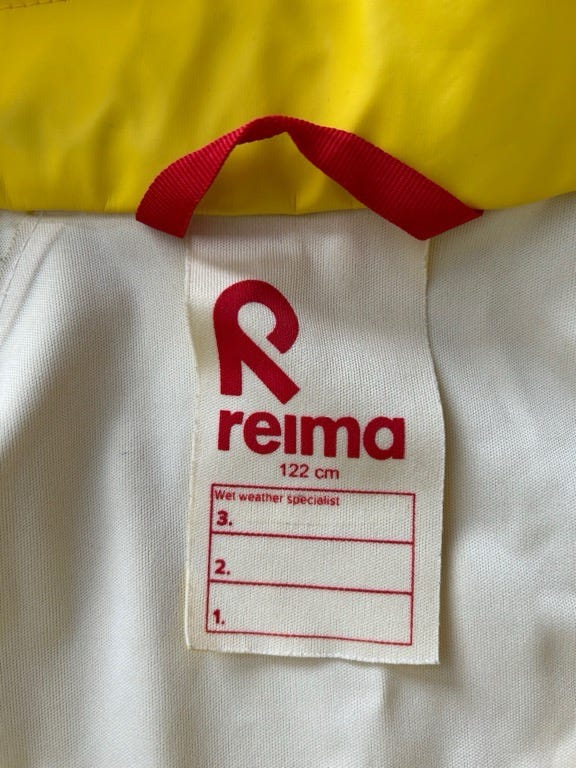 reima
122 cm
Wet weather specialist
3.
2.
1.